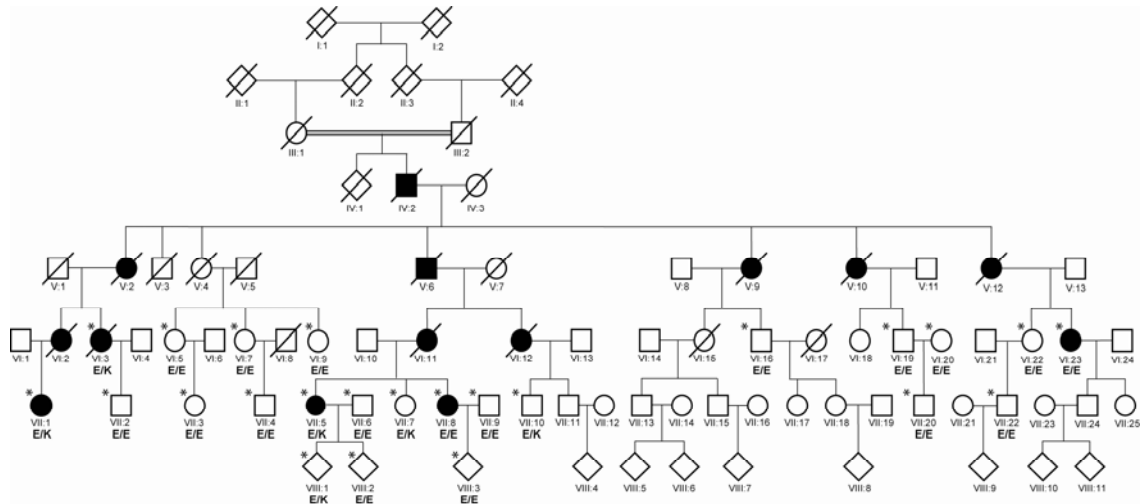 I:1 I:2
II:1 II:2 II:3 II:4
III:1 III:2
IV:1 IV:2 IV:3
V:1 V:2 V:3 V:4 V:5 V:6 V:7 V:8 V:9 V:10 V:11 V:12 V:13
* * * * * * * * *
VI:1 VI:2 VI:3 VI:4 VI:5 VI:6 VI:7 VI:8 VI:9 VI:10 VI:11 VI:12 VI:13 VI:14 VI:15 VI:16 VI:17 VI:18 VI:19 VI:20 VI:21 VI:22 VI:23 VI:24
E/K E/E E/E E/E E/E E/E E/E E/E E/E
* * * * * * * * * * * *
VII:1 VII:2 VII:3 VII:4 VII:5 VII:6 VII:7 VII:8 VII:9 VII:10 VII:11 VII:12 VII:13 VII:14 VII:15 VII:16 VII:17 VII:18 VII:19 VII:20 VII:21 VII:22 VII:23 VII:24 VII:25
E/K E/E E/E E/E E/K E/E E/K E/E E/E E/K E/E E/E
* * *
VIII:1 VIII:2 VIII:3 VIII:4 VIII:5 VIII:6 VIII:7 VIII:8 VIII:9 VIII:10 VIII:11
E/K E/E E/E